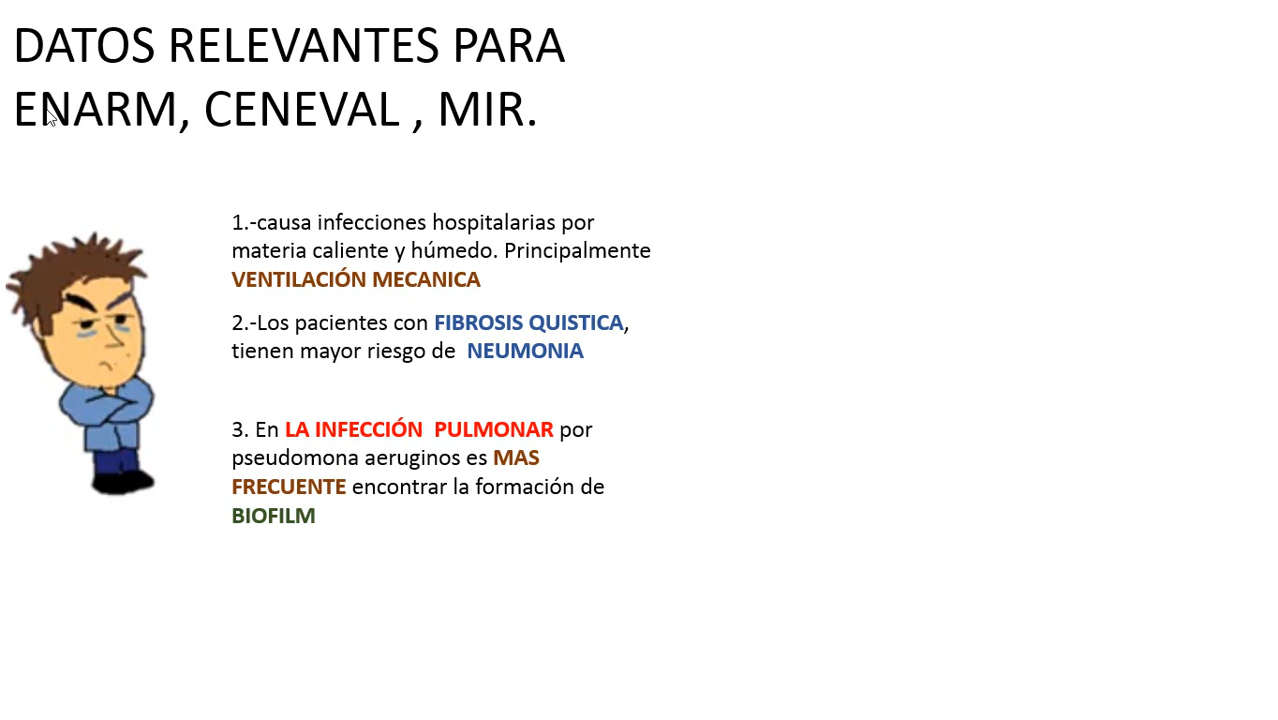 DATOS RELEVANTES PARA
ENARM, CENEVAL , MIR.
1.-causa infecciones hospitalarias por
materia caliente y húmedo. Principalmente
VENTILACIÓN MECANICA
2.-Los pacientes con FIBROSIS QUISTICA,
tienen mayor riesgo de NEUMONIA
3. En LA INFECCIÓN PULMONAR por
pseudomona aeruginos es MAS
FRECUENTE encontrar la formación de
BIOFILM